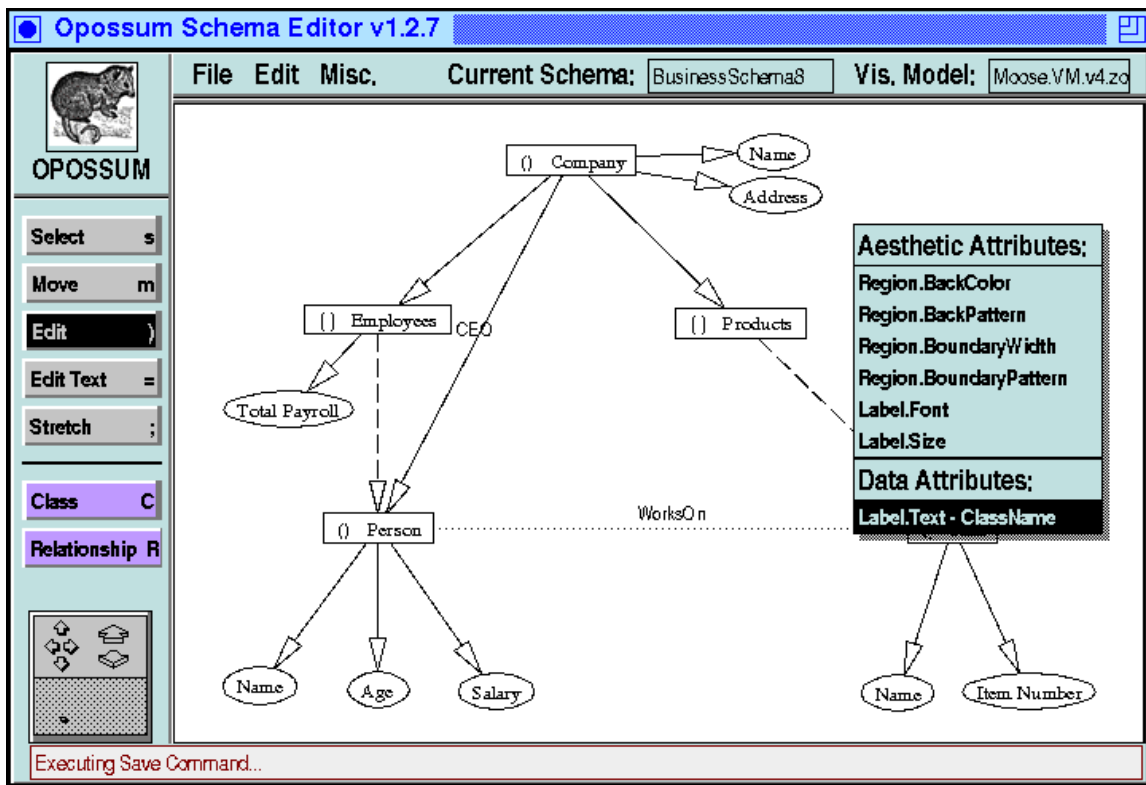 Opossum Schema Editor v1.2.7
File Edit Misc. Current Schema: BusinessSchema8 Vis. Model: Moose.VM.v4.zo
OPOSSUM
Select s
Move m
Edit )
Edit Text =
Stretch ;
Class C
Relationship R
() Company
Name
Address
{} Employees
CEO
{} Products
Total Payroll
() Person
WorksOn
Name
Age
Salary
Name
Item Number
Aesthetic Attributes:
Region.BackColor
Region.BackPattern
Region.BoundaryWidth
Region.BoundaryPattern
Label.Font
Label.Size
Data Attributes:
Label.Text - ClassName
Executing Save Command...